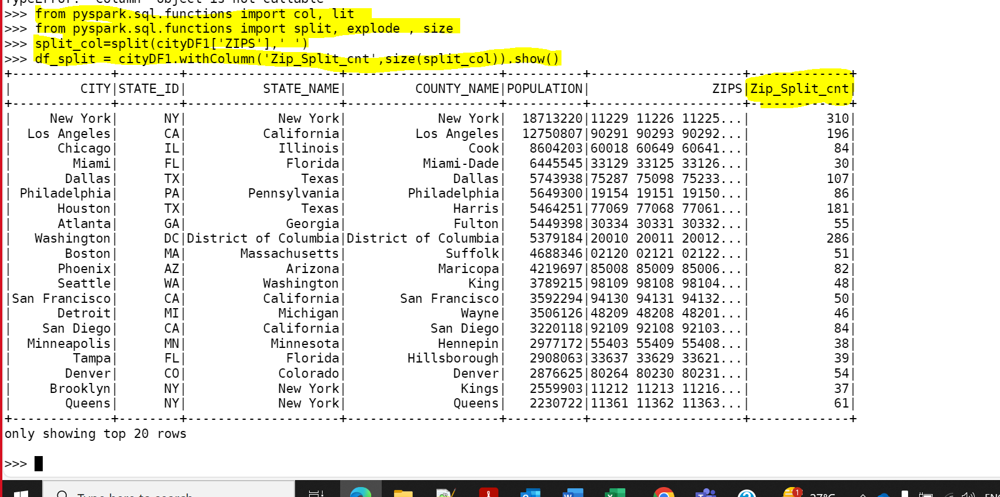 TypeError: 'Column' object is not callable
>>> from pyspark.sql.functions import col, lit
>>> from pyspark.sql.functions import split, explode , size
>>> split_col=split(cityDF1['ZIPS'],' ')
>>> df_split = cityDF1.withColumn('Zip_Split_cnt',size(split_col)).show()
+-------------+--------+--------------------+--------------------+----------+--------------------+-------------+
|         CITY|STATE_ID|          STATE_NAME|         COUNTY_NAME|POPULATION|                ZIPS|Zip_Split_cnt|
+-------------+--------+--------------------+--------------------+----------+--------------------+-------------+
|     New York|      NY|            New York|            New York|  18713220|11229 11226 11225...|          310|
|  Los Angeles|      CA|          California|         Los Angeles|  12750807|90291 90293 90292...|          196|
|      Chicago|      IL|            Illinois|                Cook|   8604203|60018 60649 60641...|           84|
|        Miami|      FL|             Florida|          Miami-Dade|   6445545|33129 33125 33126...|           30|
|       Dallas|      TX|               Texas|              Dallas|   5743938|75287 75098 75233...|          107|
| Philadelphia|      PA|        Pennsylvania|        Philadelphia|   5649300|19154 19151 19150...|           86|
|      Houston|      TX|               Texas|              Harris|   5464251|77069 77068 77061...|          181|
|      Atlanta|      GA|             Georgia|              Fulton|   5449398|30334 30331 30332...|           55|
|   Washington|      DC|District of Columbia|District of Columbia|   5379184|20010 20011 20012...|          286|
|       Boston|      MA|       Massachusetts|             Suffolk|   4688346|02120 02121 02122...|           51|
|      Phoenix|      AZ|             Arizona|            Maricopa|   4219697|85008 85009 85006...|           82|
|      Seattle|      WA|          Washington|                King|   3789215|98109 98108 98104...|           48|
|San Francisco|      CA|          California|       San Francisco|   3592294|94130 94131 94132...|           50|
|      Detroit|      MI|            Michigan|               Wayne|   3506126|48209 48208 48201...|           46|
|    San Diego|      CA|          California|           San Diego|   3220118|92109 92108 92103...|           84|
|  Minneapolis|      MN|           Minnesota|            Hennepin|   2977172|55403 55409 55408...|           38|
|        Tampa|      FL|             Florida|        Hillsborough|   2908063|33637 33629 33621...|           39|
|       Denver|      CO|            Colorado|              Denver|   2876625|80264 80230 80231...|           54|
|     Brooklyn|      NY|            New York|               Kings|   2559903|11212 11213 11216...|           37|
|       Queens|      NY|            New York|              Queens|   2230722|11361 11362 11363...|           61|
+-------------+--------+--------------------+--------------------+----------+--------------------+-------------+
only showing top 20 rows
>>>
Type here to search
1
27°C